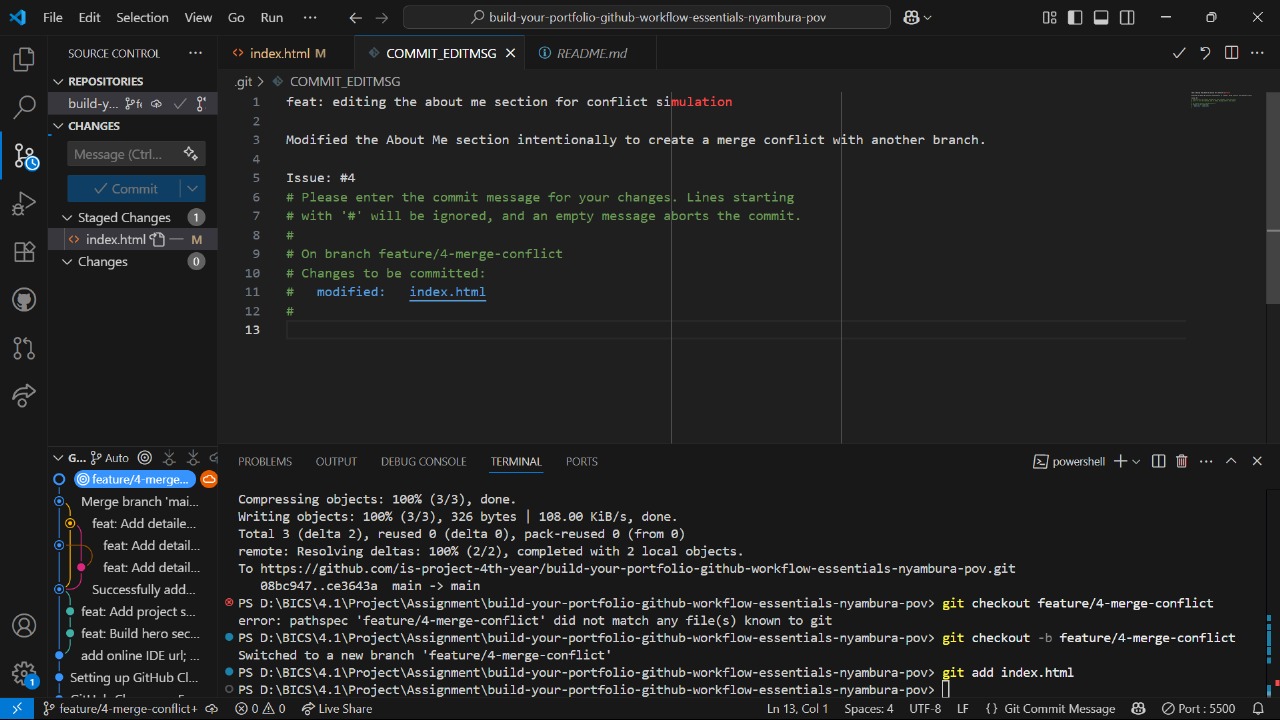 File Edit Selection View Go Run ··· build-your-portfolio-github-workflow-essentials-nyambura-pov
SOURCE CONTROL ···
index.html M COMMIT_EDITMSG README.md
REPOSITORIES
build-y...
CHANGES
Message (Ctrl...
Commit
Staged Changes 1
index.html M
Changes 0
.git > COMMIT_EDITMSG
1 feat: editing the about me section for conflict simulation
2
3 Modified the About Me section intentionally to create a merge conflict with another branch.
4
5 Issue: #4
6 # Please enter the commit message for your changes. Lines starting
7 # with '#' will be ignored, and an empty message aborts the commit.
8 #
9 # On branch feature/4-merge-conflict
10 # Changes to be committed:
11 #   modified:   index.html
12 #
13
G... Auto
feature/4-merge...
Merge branch 'mai...
feat: Add detaile...
feat: Add detail...
feat: Add detail...
Successfully add...
feat: Add project s...
feat: Build hero sec...
add online IDE url; ...
Setting up GitHub Cl...
PROBLEMS OUTPUT DEBUG CONSOLE TERMINAL PORTS powershell
Compressing objects: 100% (3/3), done.
Writing objects: 100% (3/3), 326 bytes | 108.00 KiB/s, done.
Total 3 (delta 2), reused 0 (delta 0), pack-reused 0 (from 0)
remote: Resolving deltas: 100% (2/2), completed with 2 local objects.
To https://github.com/is-project-4th-year/build-your-portfolio-github-workflow-essentials-nyambura-pov.git
08bc947..ce3643a  main -> main
PS D:\BICS\4.1\Project\Assignment\build-your-portfolio-github-workflow-essentials-nyambura-pov> git checkout feature/4-merge-conflict
error: pathspec 'feature/4-merge-conflict' did not match any file(s) known to git
PS D:\BICS\4.1\Project\Assignment\build-your-portfolio-github-workflow-essentials-nyambura-pov> git checkout -b feature/4-merge-conflict
Switched to a new branch 'feature/4-merge-conflict'
PS D:\BICS\4.1\Project\Assignment\build-your-portfolio-github-workflow-essentials-nyambura-pov> git add index.html
PS D:\BICS\4.1\Project\Assignment\build-your-portfolio-github-workflow-essentials-nyambura-pov>
1
feature/4-merge-conflict+ 0 0 Live Share Ln 13, Col 1 Spaces: 4 UTF-8 LF {} Git Commit Message Port : 5500